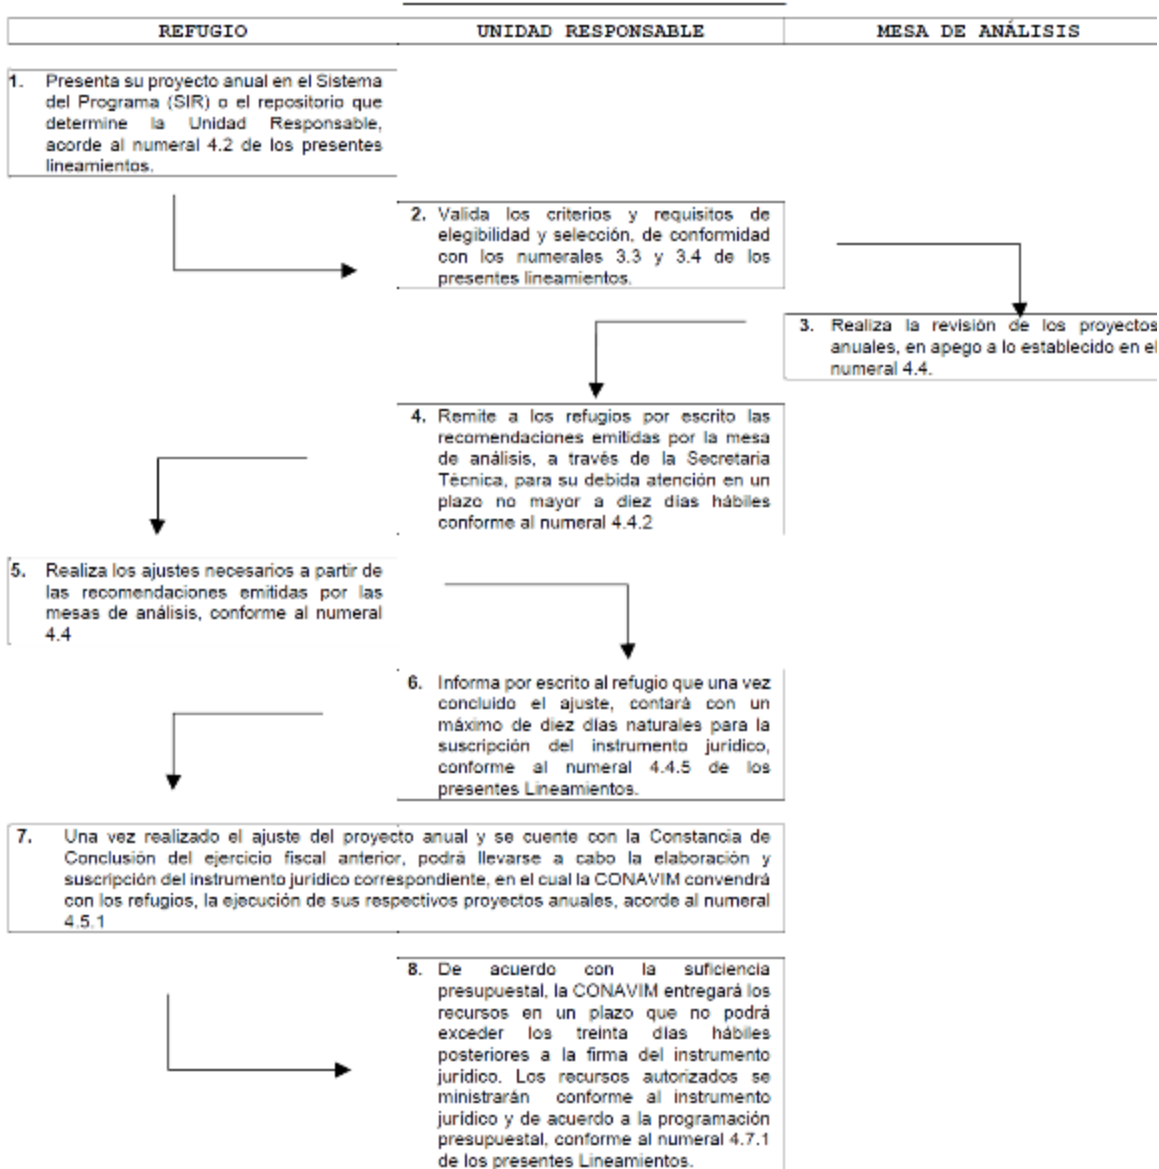 REFUGIO
UNIDAD RESPONSABLE
MESA DE ANÁLISIS
1. Presenta su proyecto anual en el Sistema
del Programa (SIR) o el repositorio que
determine la Unidad Responsable,
acorde al numeral 4.2 de los presentes
lineamientos.
2. Valida los criterios y requisitos de
elegibilidad y selección, de conformidad
con los numerales 3.3 y 3.4 de los
presentes lineamientos.
3. Realiza la revisión de los proyectos
anuales, en apego a lo establecido en el
numeral 4.4.
4. Remite a los refugios por escrito las
recomendaciones emitidas por la mesa
de análisis, a través de la Secretaria
Técnica, para su debida atención en un
plazo no mayor a diez días hábiles
conforme al numeral 4.4.2
5. Realiza los ajustes necesarios a partir de
las recomendaciones emitidas por las
mesas de análisis, conforme al numeral
4.4
6. Informa por escrito al refugio que una vez
concluido el ajuste, contará con un
máximo de diez días naturales para la
suscripción del instrumento jurídico,
conforme al numeral 4.4.5 de los
presentes Lineamientos.
7. Una vez realizado el ajuste del proyecto anual y se cuente con la Constancia de
Conclusión del ejercicio fiscal anterior, podrá llevarse a cabo la elaboración y
suscripción del instrumento jurídico correspondiente, en el cual la CONAVIM convendrá
con los refugios, la ejecución de sus respectivos proyectos anuales, acorde al numeral
4.5.1
8. De acuerdo con la suficiencia
presupuestal, la CONAVIM entregará los
recursos en un plazo que no podrá
exceder los treinta días hábiles
posteriores a la firma del instrumento
jurídico. Los recursos autorizados se
ministrarán conforme al instrumento
jurídico y de acuerdo a la programación
presupuestal, conforme al numeral 4.7.1
de los presentes Lineamientos.